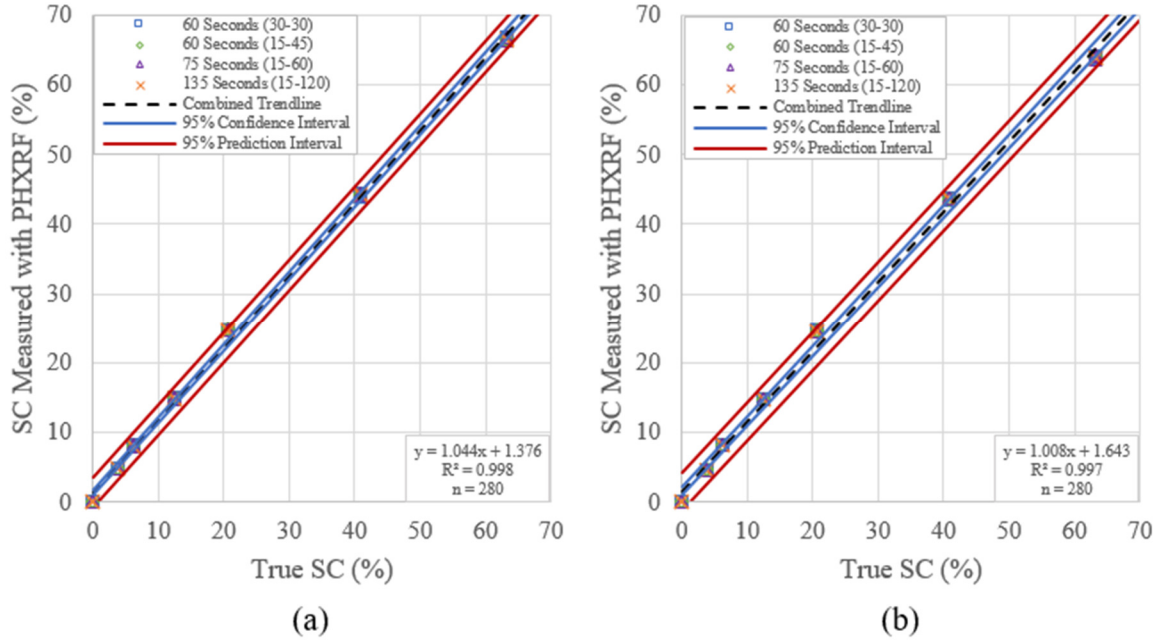 SC Measured with PHXRF (%)
70
60
50
40
30
20
10
0
60 Seconds (30-30)
60 Seconds (15-45)
75 Seconds (15-60)
135 Seconds (15-120)
Combined Trendline
95% Confidence Interval
95% Prediction Interval
y = 1.044x + 1.376
R² = 0.998
n = 280
0 10 20 30 40 50 60 70
True SC (%)
(a)
SC Measured with PHXRF (%)
70
60
50
40
30
20
10
0
60 Seconds (30-30)
60 Seconds (15-45)
75 Seconds (15-60)
135 Seconds (15-120)
Combined Trendline
95% Confidence Interval
95% Prediction Interval
y = 1.008x + 1.643
R² = 0.997
n = 280
0 10 20 30 40 50 60 70
True SC (%)
(b)